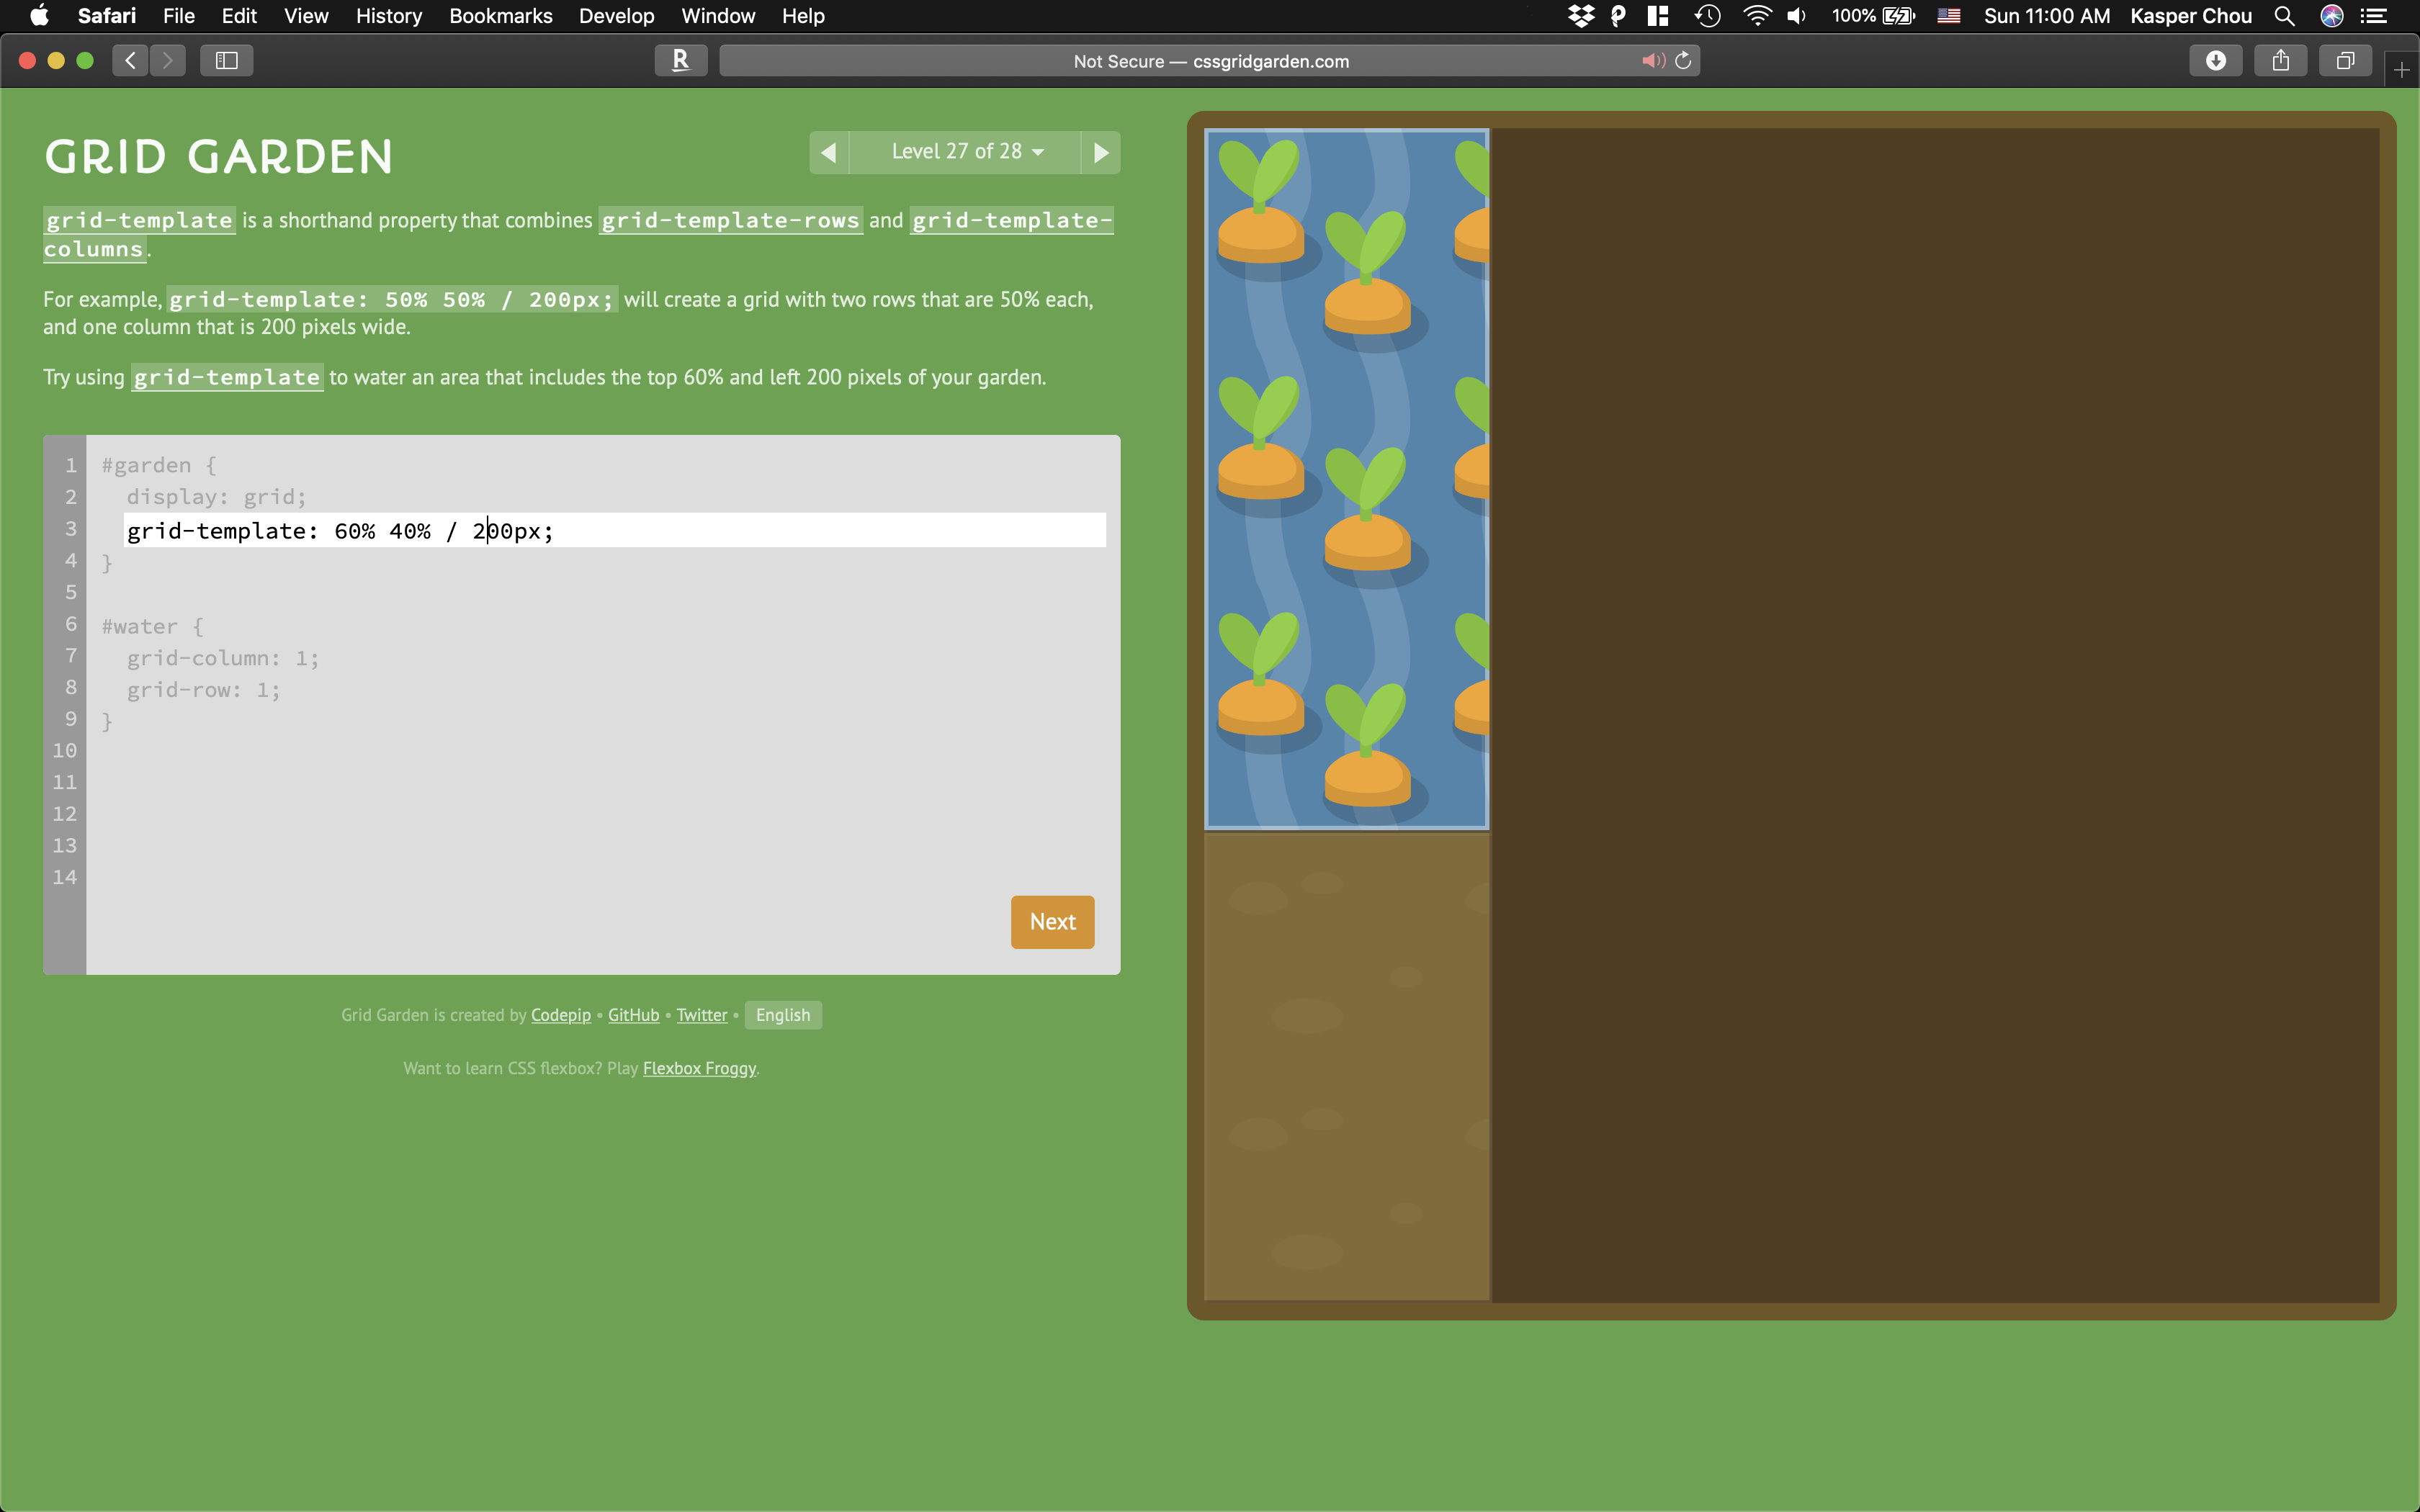 Safari File Edit View History Bookmarks Develop Window Help 100% Sun 11:00 AM Kasper Chou
R Not Secure — cssgridgarden.com
GRID GARDEN
Level 27 of 28
grid-template is a shorthand property that combines grid-template-rows and grid-template-
columns.
For example, grid-template: 50% 50% / 200px; will create a grid with two rows that are 50% each,
and one column that is 200 pixels wide.
Try using grid-template to water an area that includes the top 60% and left 200 pixels of your garden.
1 #garden {
2 display: grid;
3 grid-template: 60% 40% / 200px;
4 }
5
6 #water {
7 grid-column: 1;
8 grid-row: 1;
9 }
10
11
12
13
14
Next
Grid Garden is created by Codepip • GitHub • Twitter • English
Want to learn CSS flexbox? Play Flexbox Froggy.